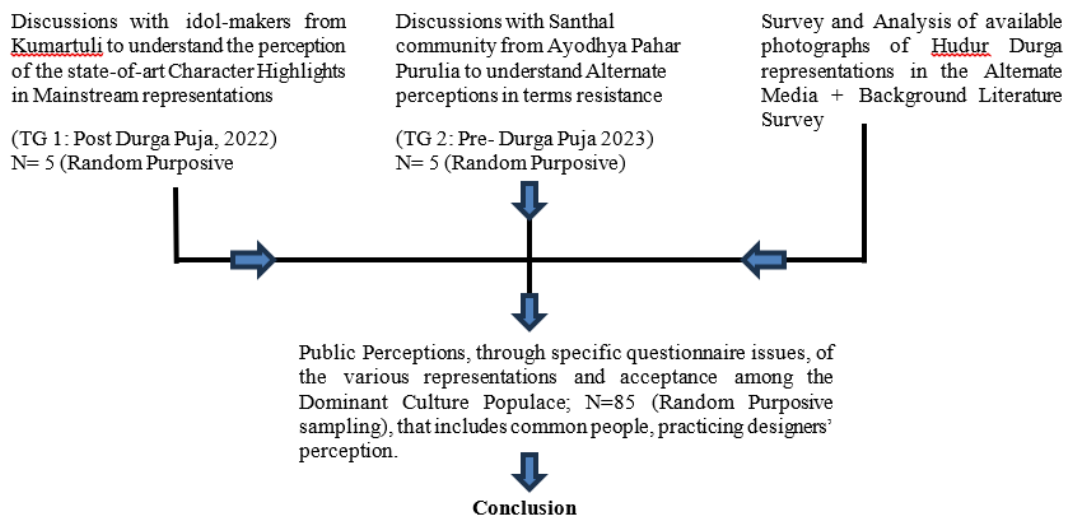 Discussions with idol-makers from
Kumartuli to understand the perception
of the state-of-art Character Highlights
in Mainstream representations
(TG 1: Post Durga Puja, 2022)
N= 5 (Random Purposive
Discussions with Santhal
community from Ayodhya Pahar
Purulia to understand Alternate
perceptions in terms resistance
(TG 2: Pre- Durga Puja 2023)
N= 5 (Random Purposive)
Survey and Analysis of available
photographs of Hudur Durga
representations in the Alternate
Media + Background Literature
Survey
Public Perceptions, through specific questionnaire issues, of
the various representations and acceptance among the
Dominant Culture Populace; N=85 (Random Purposive
sampling), that includes common people, practicing designers’
perception.
Conclusion